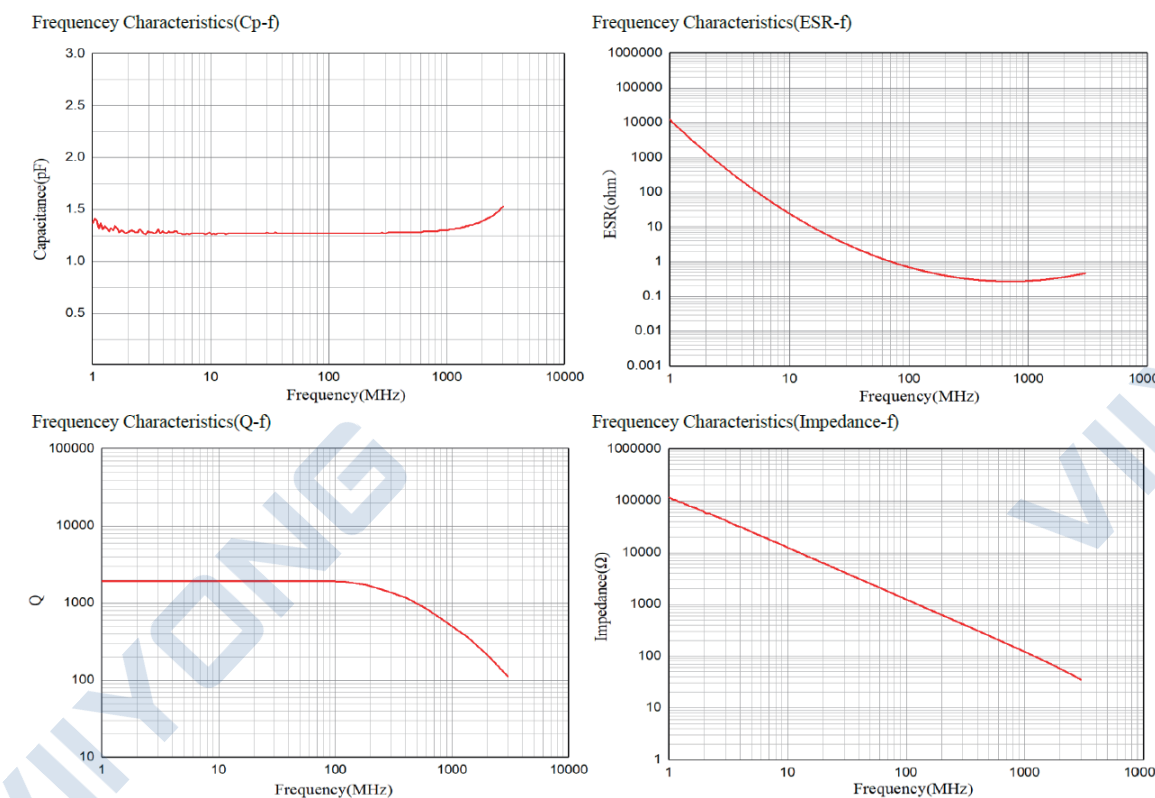 Frequencey Characteristics(Cp-f)
3.0
2.5
2.0
1.5
1.0
0.5
Capacitance(pF)
1 10 100 1000 10000
Frequency(MHz)
Frequencey Characteristics(ESR-f)
1000000
100000
10000
1000
100
10
1
0.1
0.01
0.001
ESR(ohm）
1 10 100 1000 1000
Frequency(MHz)
Frequencey Characteristics(Q-f)
100000
10000
1000
100
10
Q
1 10 100 1000 10000
Frequency(MHz)
Frequencey Characteristics(Impedance-f)
1000000
100000
10000
1000
100
10
1
Impedance(Ω)
1 10 100 1000 1000
Frequency(MHz)
VIIYONG
VII